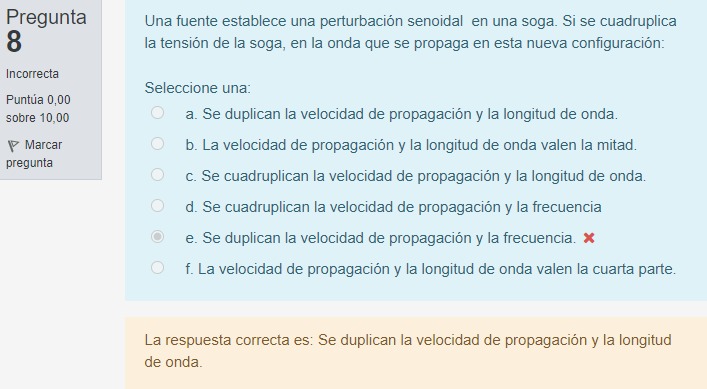 Pregunta
8
Incorrecta
Puntúa 0,00
sobre 10,00
Marcar
pregunta
Una fuente establece una perturbación senoidal en una soga. Si se cuadruplica
la tensión de la soga, en la onda que se propaga en esta nueva configuración:
Seleccione una:
a. Se duplican la velocidad de propagación y la longitud de onda.
b. La velocidad de propagación y la longitud de onda valen la mitad.
c. Se cuadruplican la velocidad de propagación y la longitud de onda.
d. Se cuadruplican la velocidad de propagación y la frecuencia
e. Se duplican la velocidad de propagación y la frecuencia.
f. La velocidad de propagación y la longitud de onda valen la cuarta parte.
La respuesta correcta es: Se duplican la velocidad de propagación y la longitud
de onda.